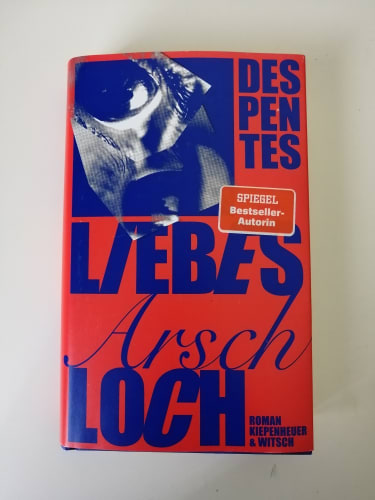 DES
PEN
TES
SPIEGEL
Bestseller-
Autorin
LIEBES
Arsch
LOCH
ROMAN
KIEPENHEUER
& WITSCH